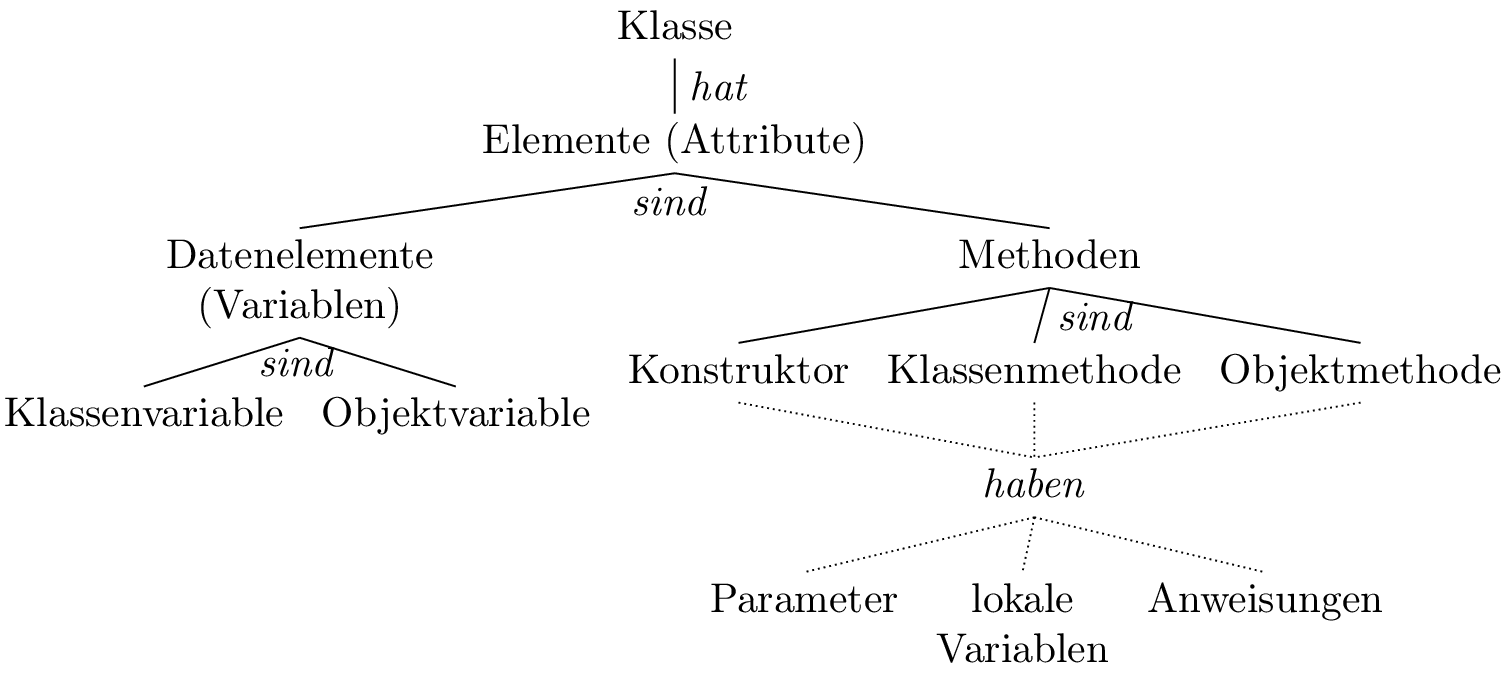 Klasse
hat
Elemente (Attribute)
sind
Datenelemente
(Variablen)
sind
Klassenvariable
Objektvariable
Methoden
sind
Konstruktor
Klassenmethode
Objektmethode
haben
Parameter
lokale
Variablen
Anweisungen